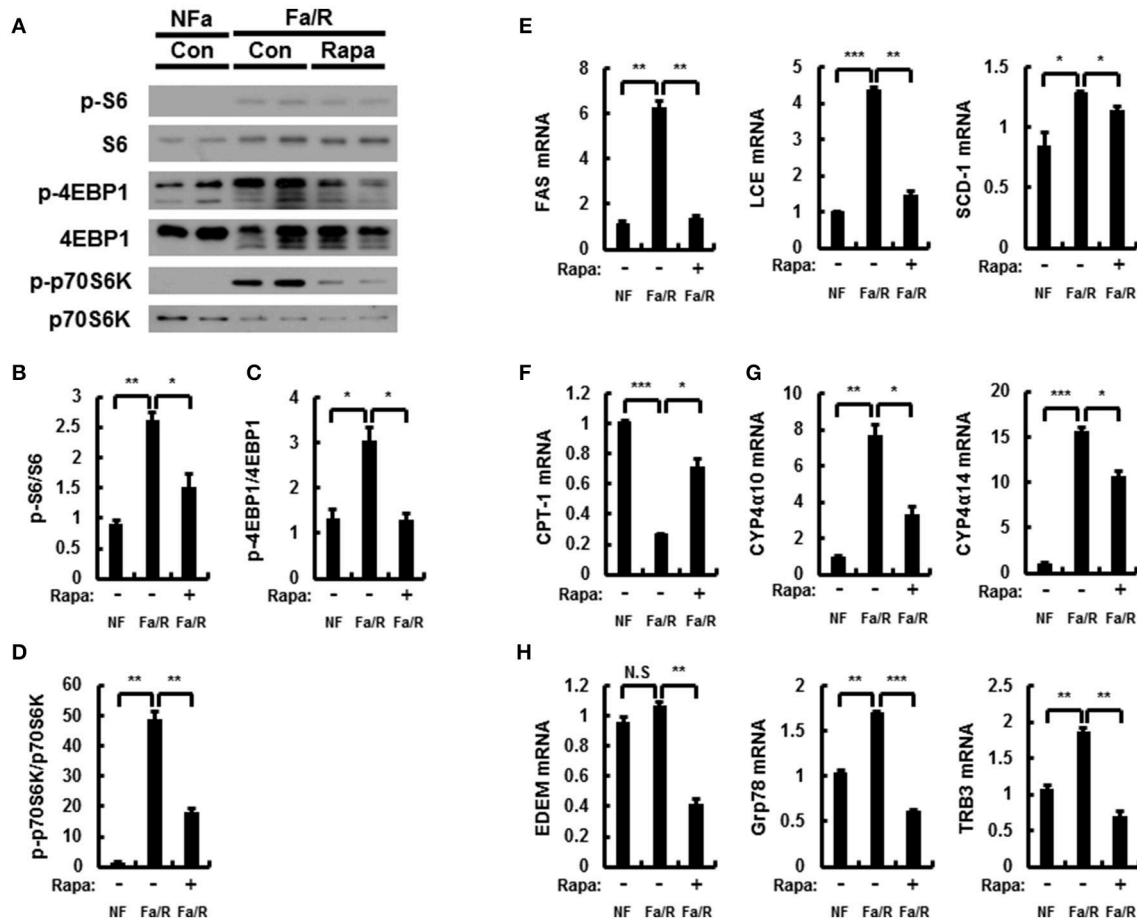 A
NFa Fa/R
Con Con Rapa
p-S6
S6
p-4EBP1
4EBP1
p-p70S6K
p70S6K
B
p-S6/S6
3
2.5
2
1.5
1
0.5
0
** *
Rapa: - - +
NF Fa/R Fa/R
C
p-4EBP1/4EBP1
4
3
2
1
0
* *
- - +
NF Fa/R Fa/R
D
p-p70S6K/p70S6K
60
50
40
30
20
10
0
** **
Rapa: - - +
NF Fa/R Fa/R
E
FAS mRNA
8
6
4
2
0
** **
Rapa: - - +
NF Fa/R Fa/R
LCE mRNA
5
4
3
2
1
0
*** **
- - +
NF Fa/R Fa/R
SCD-1 mRNA
1.5
1
0.5
0
* *
- - +
NF Fa/R Fa/R
F
CPT-1 mRNA
1.2
1
0.8
0.6
0.4
0.2
0
*** *
Rapa: - - +
NF Fa/R Fa/R
G
CYP4α10 mRNA
10
8
6
4
2
0
** *
- - +
NF Fa/R Fa/R
CYP4α14 mRNA
20
15
10
5
0
*** *
- - +
NF Fa/R Fa/R
H
EDEM mRNA
1.2
1
0.8
0.6
0.4
0.2
0
N.S **
Rapa: - - +
NF Fa/R Fa/R
Grp78 mRNA
2
1.5
1
0.5
0
** ***
- - +
NF Fa/R Fa/R
TRB3 mRNA
2.5
2
1.5
1
0.5
0
** **
- - +
NF Fa/R Fa/R